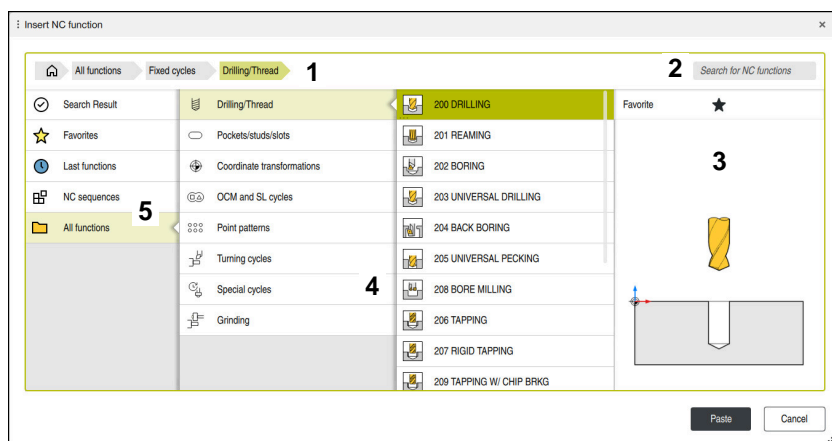 Insert NC function
All functions
Fixed cycles
Drilling/Thread
1
2
Search for NC functions
Search Result
Favorites
Last functions
NC sequences
5
All functions
Drilling/Thread
Pockets/studs/slots
Coordinate transformations
OCM and SL cycles
Point patterns
Turning cycles
Special cycles
4
Grinding
200 DRILLING
201 REAMING
202 BORING
203 UNIVERSAL DRILLING
204 BACK BORING
205 UNIVERSAL PECKING
208 BORE MILLING
206 TAPPING
207 RIGID TAPPING
209 TAPPING W/ CHIP BRKG
Favorite
3
Paste
Cancel